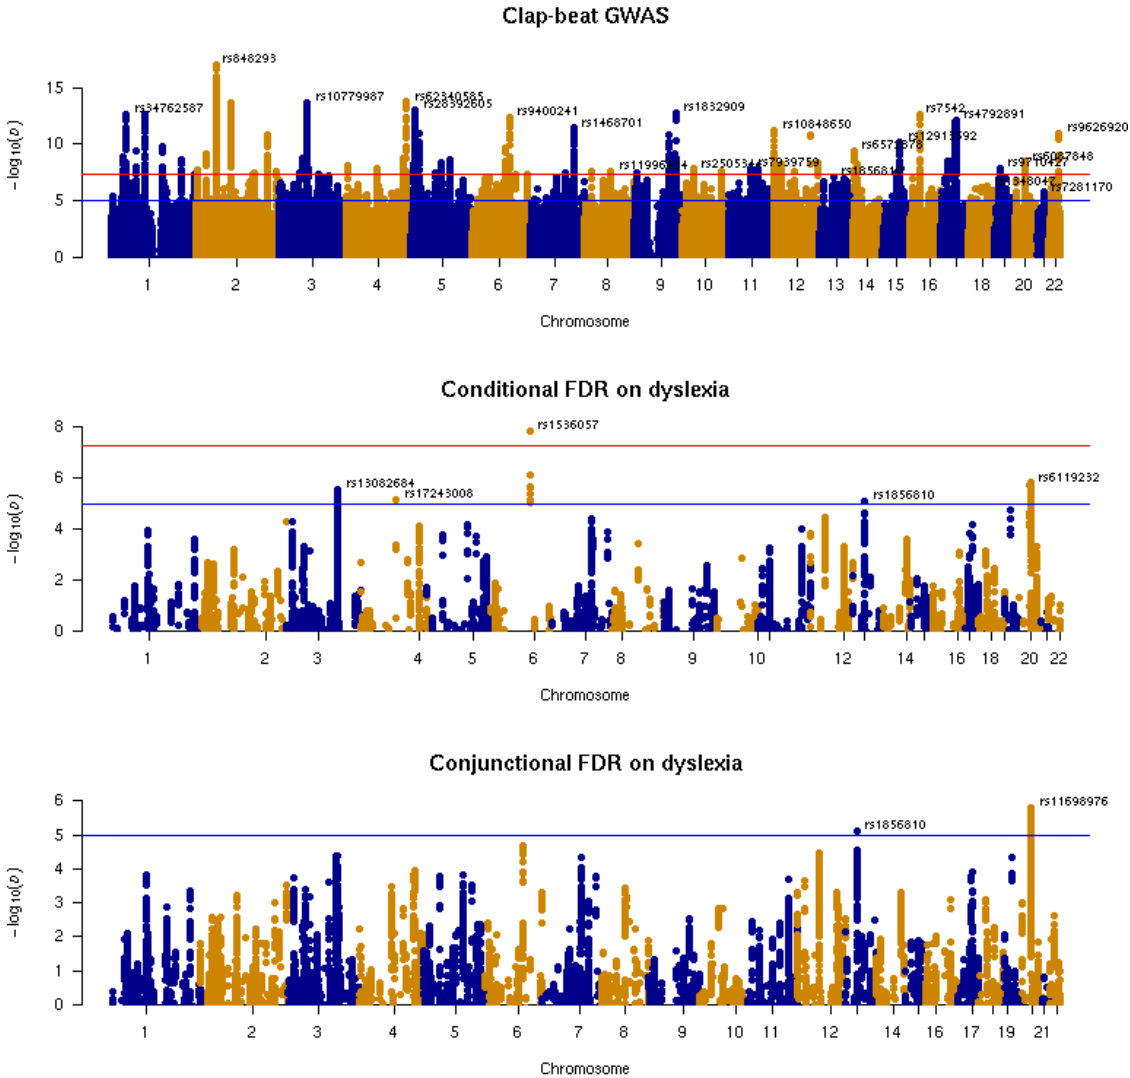 Clap-beat GWAS
rs848293
rs34762587
rs10779987
rs62340585
rs28392605
rs9400241
rs1468701
rs1832909
rs10848650
rs7542
rs4792891
rs9626920
15
10
5
0
−log10(p)
1 2 3 4 5 6 7 8 9 10 11 12 13 14 15 16 18 20 22
Chromosome
rs7281170
Conditional FDR on dyslexia
rs1536057
rs13082684
rs17243008
rs1856810
rs6119232
8
6
4
2
0
−log10(p)
1 2 3 4 5 6 7 8 9 10 12 14 16 18 20 22
Chromosome
Conjunctional FDR on dyslexia
rs11698976
rs1856810
6
5
4
3
2
1
0
−log10(p)
1 2 3 4 5 6 7 8 9 10 11 12 14 16 17 19 21
Chromosome